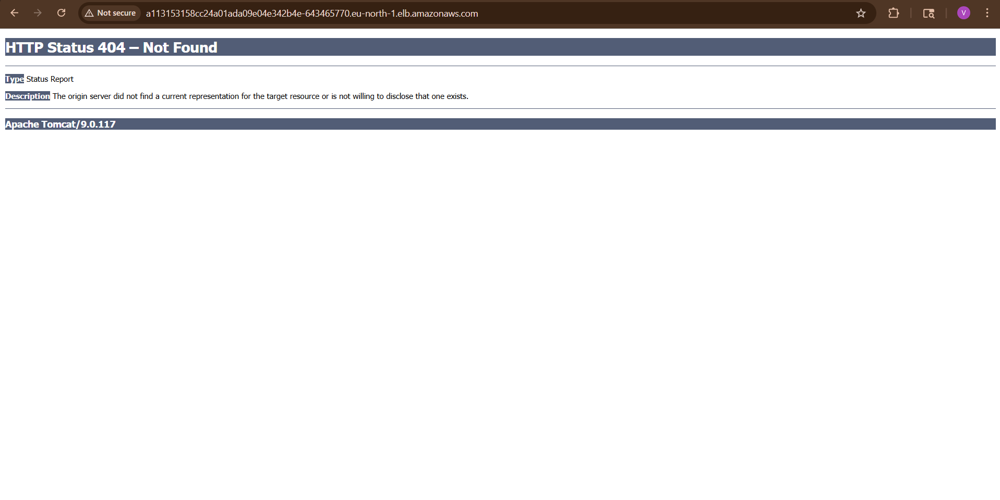 Not secure a113153158cc24a01ada09e04e342b4e-643465770.eu-north-1.elb.amazonaws.com V
HTTP Status 404 – Not Found
Type Status Report
Description The origin server did not find a current representation for the target resource or is not willing to disclose that one exists.
Apache Tomcat/9.0.117